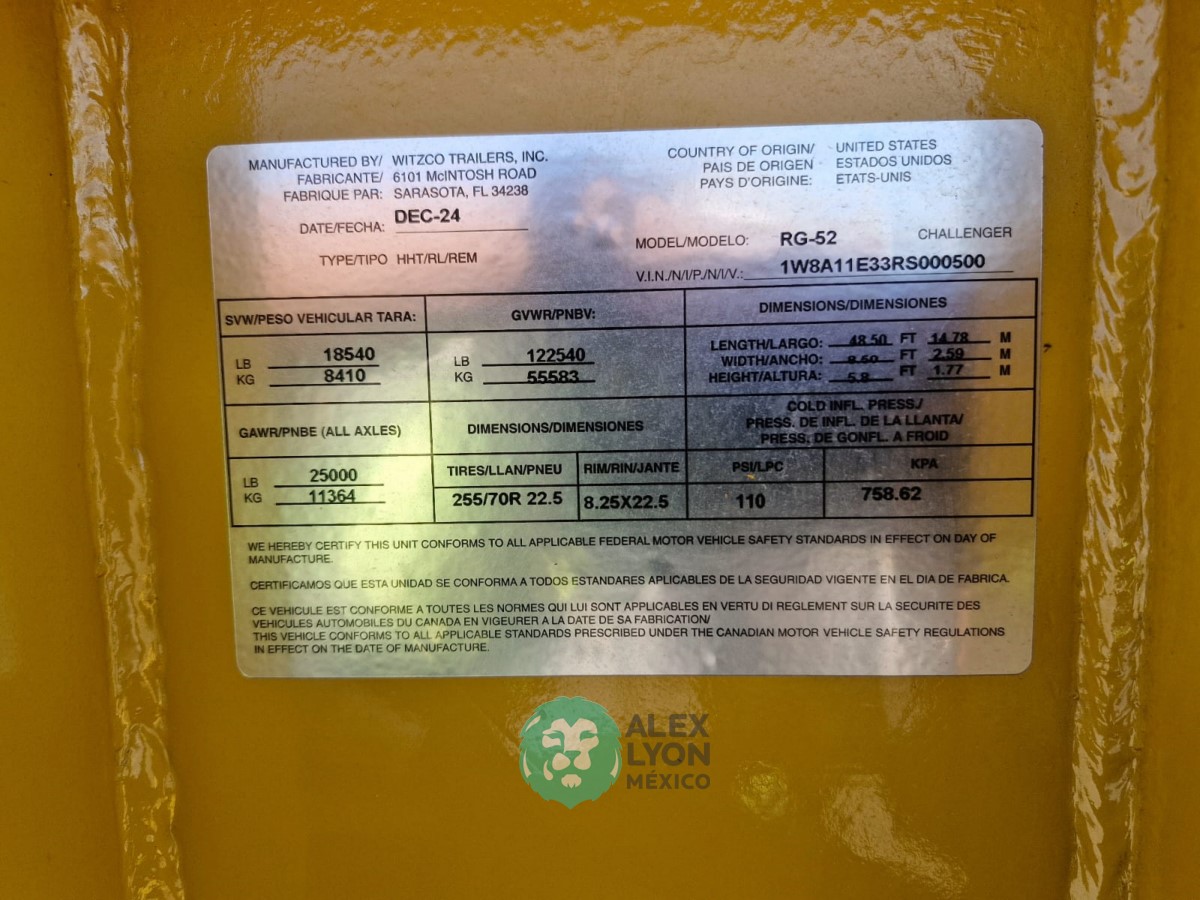 MANUFACTURED BY/ WITZCO TRAILERS, INC.
FABRICANTE/ 6101 McINTOSH ROAD
FABRIQUE PAR: SARASOTA, FL 34238
COUNTRY OF ORIGIN/ UNITED STATES
PAIS DE ORIGEN ESTADOS UNIDOS
PAYS D'ORIGINE: ETATS-UNIS
DATE/FECHA: DEC-24
MODEL/MODELO: RG-52 CHALLENGER
TYPE/TIPO HHT/RL/REM
V.I.N./N/I/P./N/I/V.: 1W8A11E33RS000500
SVW/PESO VEHICULAR TARA:
LB 18540
KG 8410
GVWR/PNBV:
LB 122540
KG 55583
DIMENSIONS/DIMENSIONES
LENGTH/LARGO: 48.50 FT 14.78 M
WIDTH/ANCHO: 8.50 FT 2.59 M
HEIGHT/ALTURA: 5.8 FT 1.77 M
GAWR/PNBE (ALL AXLES)
LB 25000
KG 11364
DIMENSIONS/DIMENSIONES
TIRES/LLAN/PNEU RIM/RIN/JANTE
255/70R 22.5 8.25X22.5
COLD INFL. PRESS./
PRESS. DE INFL. DE LA LLANTA/
PRESS. DE GONFL. A FROID
PSI/LPC KPA
110 758.62
WE HEREBY CERTIFY THIS UNIT CONFORMS TO ALL APPLICABLE FEDERAL MOTOR VEHICLE SAFETY STANDARDS IN EFFECT ON DAY OF
MANUFACTURE.
CERTIFICAMOS QUE ESTA UNIDAD SE CONFORMA A TODOS ESTANDARES APLICABLES DE LA SEGURIDAD VIGENTE EN EL DIA DE FABRICA.
CE VEHICULE EST CONFORME A TOUTES LES NORMES QUI LUI SONT APPLICABLES EN VERTU DI REGLEMENT SUR LA SECURITE DES
VEHICULES AUTOMOBILES DU CANADA EN VIGEURER A LA DATE DE SA FABRICATION/
THIS VEHICLE CONFORMS TO ALL APPLICABLE STANDARDS PRESCRIBED UNDER THE CANADIAN MOTOR VEHICLE SAFETY REGULATIONS
IN EFFECT ON THE DATE OF MANUFACTURE.
ALEX
LYON
MÉXICO